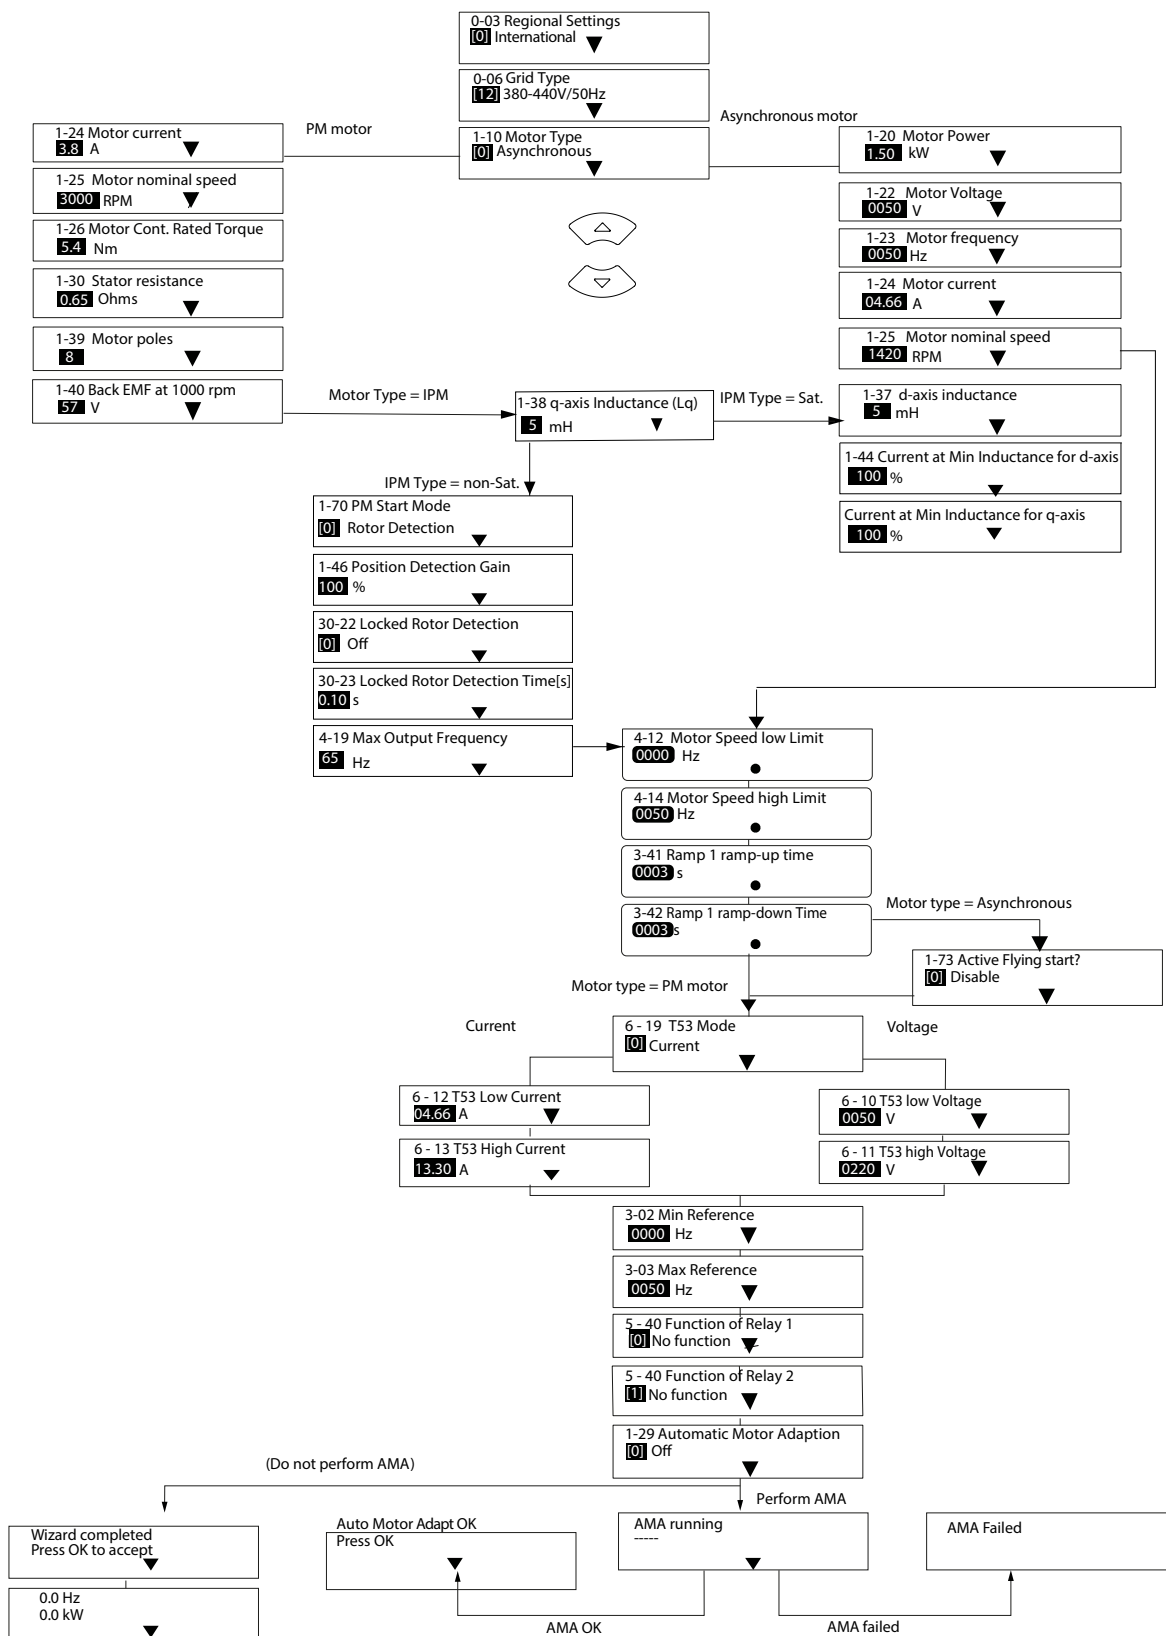 0-03 Regional Settings
[0] International
0-06 Grid Type
[12] 380-440V/50Hz
PM motor
Asynchronous motor
1-10 Motor Type
[0] Asynchronous
1-24 Motor current
3.8 A
1-25 Motor nominal speed
3000 RPM
1-26 Motor Cont. Rated Torque
5.4 Nm
1-30 Stator resistance
0.65 Ohms
1-39 Motor poles
8
1-40 Back EMF at 1000 rpm
57 V
1-20 Motor Power
1.50 kW
1-22 Motor Voltage
0050 V
1-23 Motor frequency
0050 Hz
1-24 Motor current
04.66 A
1-25 Motor nominal speed
1420 RPM
Motor Type = IPM
1-38 q-axis Inductance (Lq)
5 mH
IPM Type = Sat.
1-37 d-axis inductance
5 mH
1-44 Current at Min Inductance for d-axis
100 %
Current at Min Inductance for q-axis
100 %
IPM Type = non-Sat.
1-70 PM Start Mode
[0] Rotor Detection
1-46 Position Detection Gain
100 %
30-22 Locked Rotor Detection
[0] Off
30-23 Locked Rotor Detection Time[s]
0.10 s
4-19 Max Output Frequency
65 Hz
4-12 Motor Speed low Limit
0000 Hz
4-14 Motor Speed high Limit
0050 Hz
3-41 Ramp 1 ramp-up time
0003 s
3-42 Ramp 1 ramp-down Time
0003 s
Motor type = Asynchronous
1-73 Active Flying start?
[0] Disable
Motor type = PM motor
Current
6 - 19 T53 Mode
[0] Current
Voltage
6 - 12 T53 Low Current
04.66 A
6 - 13 T53 High Current
13.30 A
6 - 10 T53 low Voltage
0050 V
6 - 11 T53 high Voltage
0220 V
3-02 Min Reference
0000 Hz
3-03 Max Reference
0050 Hz
5 - 40 Function of Relay 1
[0] No function
5 - 40 Function of Relay 2
[1] No function
1-29 Automatic Motor Adaption
[0] Off
(Do not perform AMA)
Perform AMA
Wizard completed
Press OK to accept
0.0 Hz
0.0 kW
Auto Motor Adapt OK
Press OK
AMA running
-----
AMA Failed
AMA OK
AMA failed